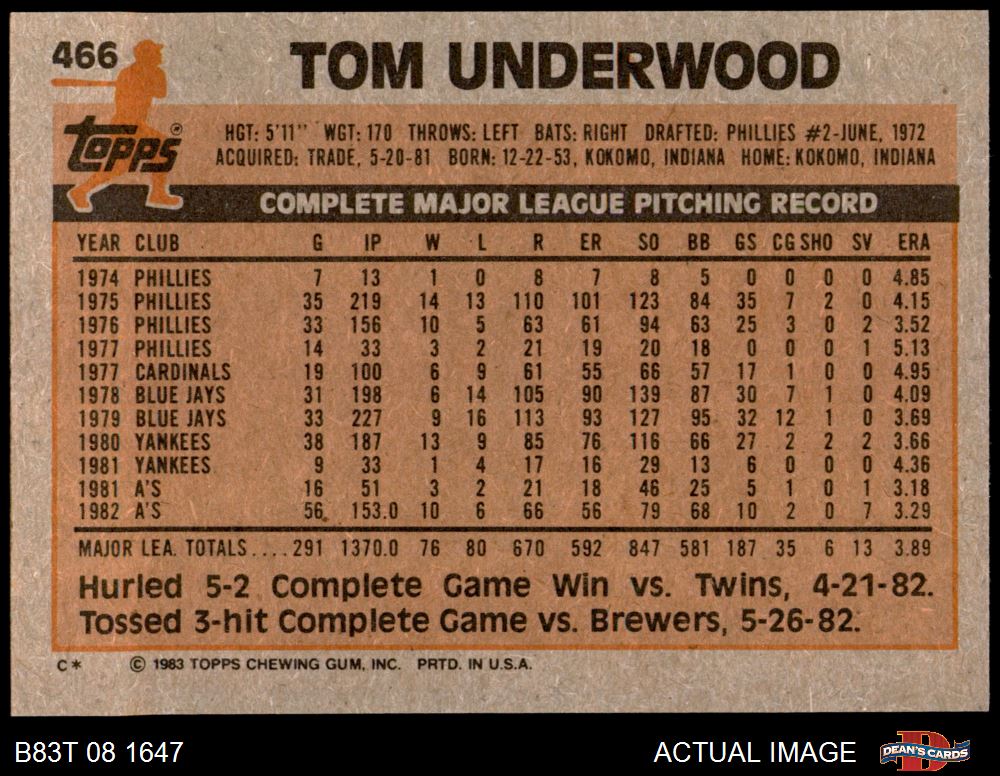 466 TOM UNDERWOOD
topps®
HGT: 5'11" WGT: 170 THROWS: LEFT BATS: RIGHT DRAFTED: PHILLIES #2-JUNE, 1972
ACQUIRED: TRADE, 5-20-81 BORN: 12-22-53, KOKOMO, INDIANA HOME: KOKOMO, INDIANA
COMPLETE MAJOR LEAGUE PITCHING RECORD
YEAR CLUB G IP W L R ER SO BB GS CG SHO SV ERA
1974 PHILLIES 7 13 1 0 8 7 8 5 0 0 0 0 4.85
1975 PHILLIES 35 219 14 13 110 101 123 84 35 7 2 0 4.15
1976 PHILLIES 33 156 10 5 63 61 94 63 25 3 0 2 3.52
1977 PHILLIES 14 33 3 2 21 19 20 18 0 0 0 1 5.13
1977 CARDINALS 19 100 6 9 61 55 66 57 17 1 0 0 4.95
1978 BLUE JAYS 31 198 6 14 105 90 139 87 30 7 1 0 4.09
1979 BLUE JAYS 33 227 9 16 113 93 127 95 32 12 1 0 3.69
1980 YANKEES 38 187 13 9 85 76 116 66 27 2 2 2 3.66
1981 YANKEES 9 33 1 4 17 16 29 13 6 0 0 0 4.36
1981 A'S 16 51 3 2 21 18 46 25 5 1 0 1 3.18
1982 A'S 56 153.0 10 6 66 56 79 68 10 2 0 7 3.29
MAJOR LEA. TOTALS....291 1370.0 76 80 670 592 847 581 187 35 6 13 3.89
Hurled 5-2 Complete Game Win vs. Twins, 4-21-82.
Tossed 3-hit Complete Game vs. Brewers, 5-26-82.
C* © 1983 TOPPS CHEWING GUM, INC. PRTD. IN U.S.A.
B83T 08 1647 ACTUAL IMAGE D DEAN'S CARDS